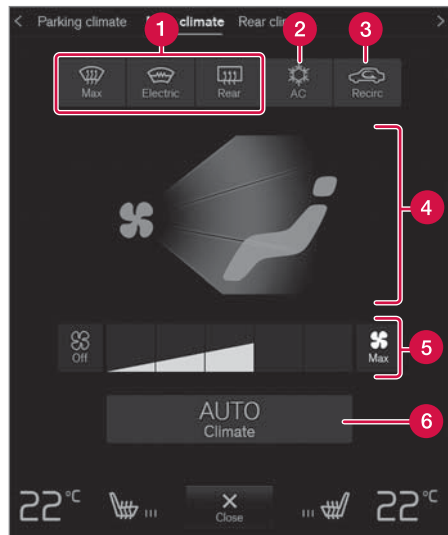 Parking climate climate Rear
1 2 3
Max Electric Rear AC Recirc
4
Off Max
5
AUTO
Climate
6
22°C Close 22°C